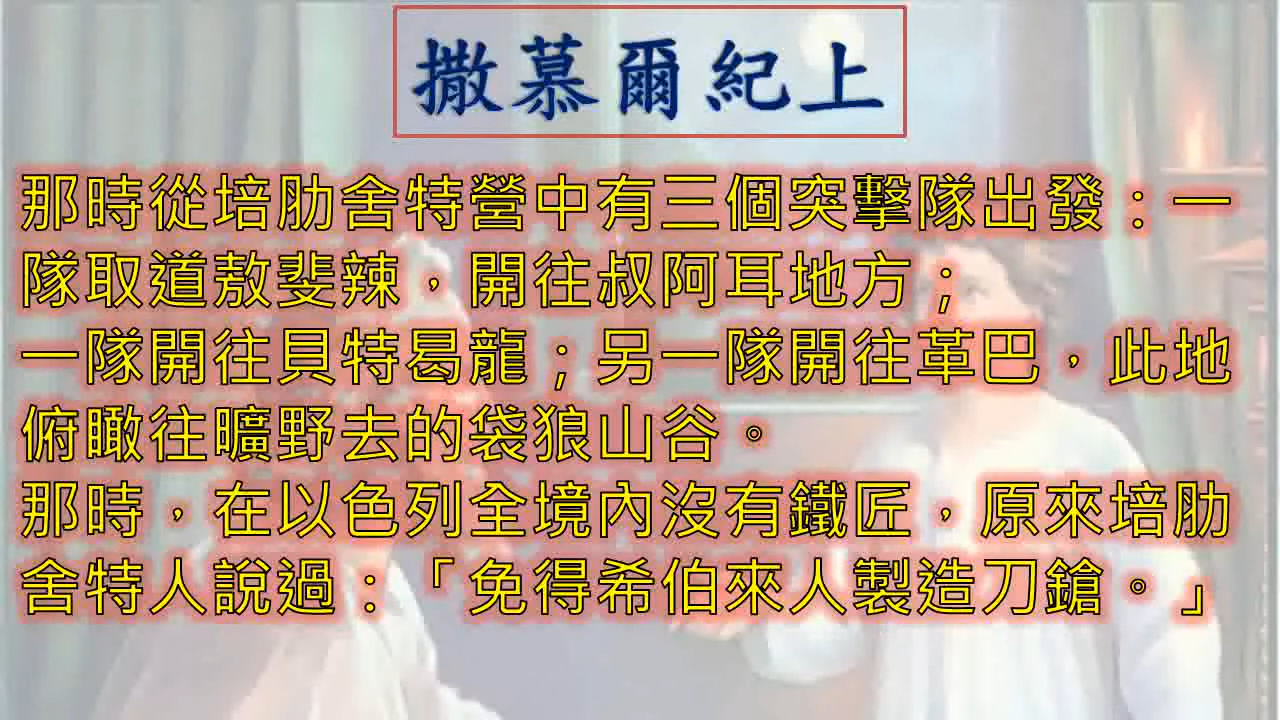 撒慕爾紀上
那時從培肋舍特營中有三個突擊隊出發：一
隊取道敖斐辣，開往叔阿耳地方；
一隊開往貝特曷龍；另一隊開往革巴，此地
俯瞰往曠野去的袋狼山谷。
那時，在以色列全境內沒有鐵匠，原來培肋
舍特人說過：「免得希伯來人製造刀鎗。」